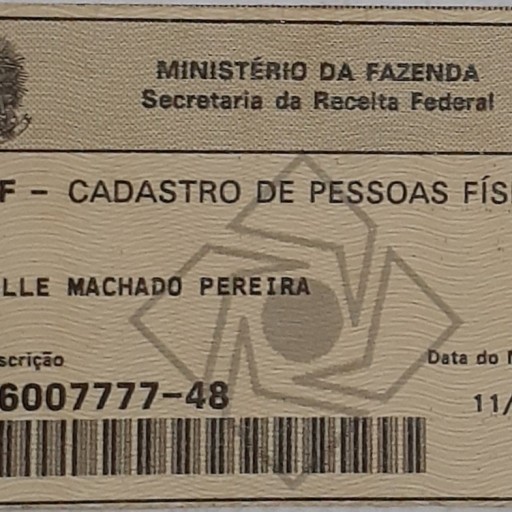 MINISTÉRIO DA FAZENDA
Secretaria da Receita Federal
F – CADASTRO DE PESSOAS FÍS
LLE MACHADO PEREIRA
scrição
Data do N
6007777-48
11/